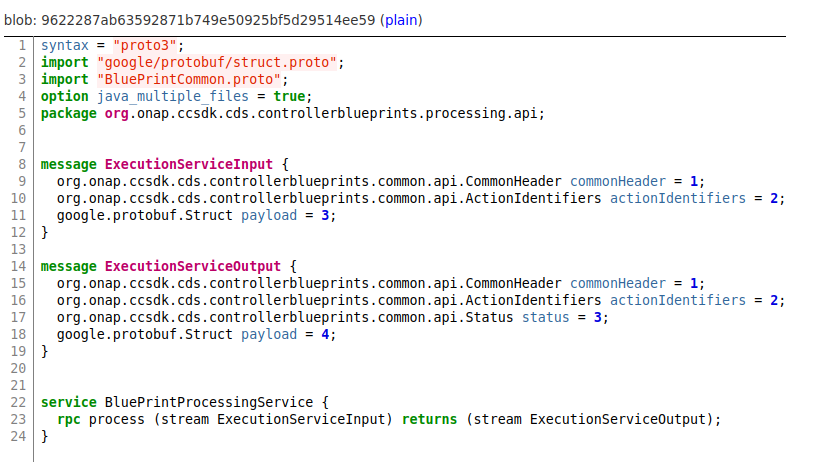 blob: 9622287ab63592871b749e50925bf5d29514ee59 (plain)
1 syntax = "proto3";
2 import "google/protobuf/struct.proto";
3 import "BluePrintCommon.proto";
4 option java_multiple_files = true;
5 package org.onap.ccsdk.cds.controllerblueprints.processing.api;
6
7
8 message ExecutionServiceInput {
9   org.onap.ccsdk.cds.controllerblueprints.common.api.CommonHeader commonHeader = 1;
10   org.onap.ccsdk.cds.controllerblueprints.common.api.ActionIdentifiers actionIdentifiers = 2;
11   google.protobuf.Struct payload = 3;
12 }
13
14 message ExecutionServiceOutput {
15   org.onap.ccsdk.cds.controllerblueprints.common.api.CommonHeader commonHeader = 1;
16   org.onap.ccsdk.cds.controllerblueprints.common.api.ActionIdentifiers actionIdentifiers = 2;
17   org.onap.ccsdk.cds.controllerblueprints.common.api.Status status = 3;
18   google.protobuf.Struct payload = 4;
19 }
20
21
22 service BluePrintProcessingService {
23   rpc process (stream ExecutionServiceInput) returns (stream ExecutionServiceOutput);
24 }